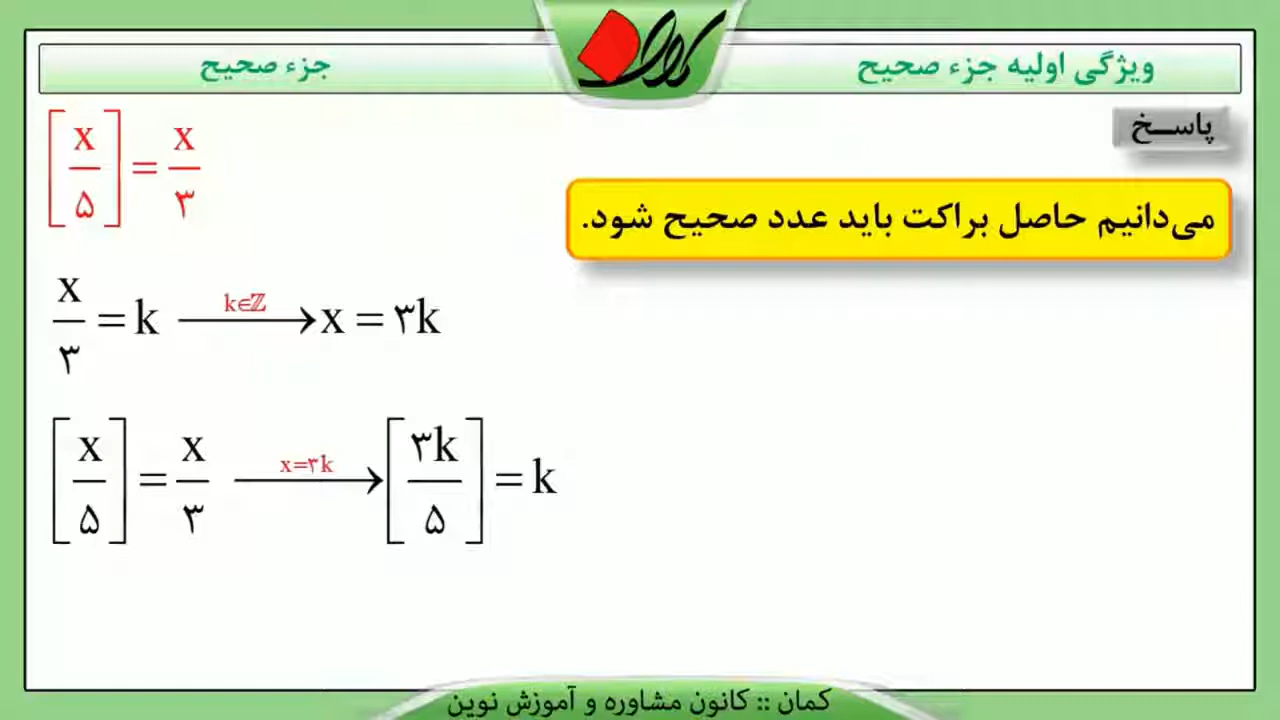 ویژگی اولیه جزء صحیح
کمان
جزء صحیح
پاسـخ
می‌دانیم حاصل براکت باید عدد صحیح شود.
[x/۵] = x/۳
x/۳ = k ⟶ k∈ℤ x = ۳k
[x/۵] = x/۳ ⟶ x=۳k [۳k/۵] = k
کمان :: کانون مشاوره و آموزش نوین